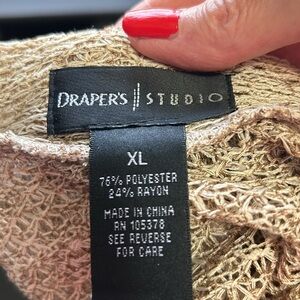 DRAPER'S || STUDIO
XL
76% POLYESTER
24% RAYON
MADE IN CHINA
RN 105378
SEE REVERSE
FOR CARE